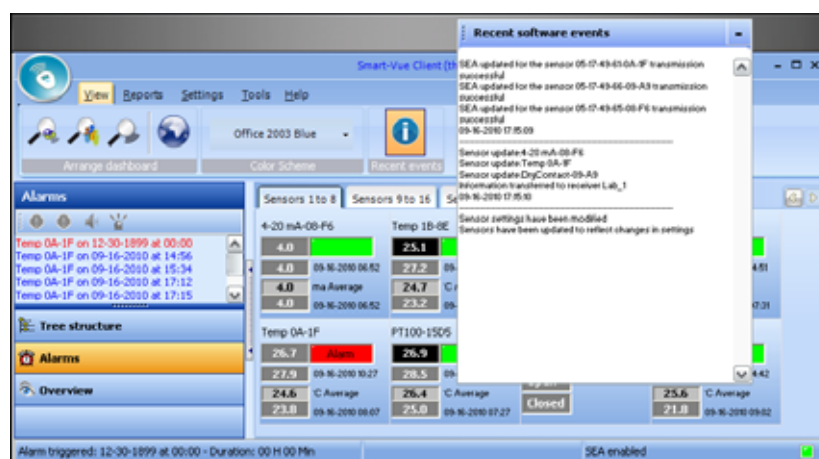 Recent software events
Smart-Vue Client (th
View Reports Settings Tools Help
Office 2003 Blue
Arrange dashboard
Color Scheme
Recent events
SEA updated for the sensor 05-17-49-61-0A-1F transmission
successful
SEA updated for the sensor 05-17-49-66-09-A9 transmission
successful
SEA updated for the sensor 05-17-49-65-08-F6 transmission
successful
09-16-2010 17:15:09
Sensor update:4-20 mA-08-F6
Sensor update:Temp 0A-1F
Sensor update:DryContact-09-A9
Information transferred to receiver Lab_1
09-16-2010 17:15:10
Sensor settings have been modified
Sensors have been updated to reflect changes in settings
Alarms
Temp 0A-1F on 12-30-1899 at 00:00
Temp 0A-1F on 09-16-2010 at 14:56
Temp 0A-1F on 09-16-2010 at 15:34
Temp 0A-1F on 09-16-2010 at 17:12
Temp 0A-1F on 09-16-2010 at 17:15
Tree structure
Alarms
Overview
Sensors 1 to 8
Sensors 9 to 16
Se
4-20 mA-08-F6
4.0
4.0 09-16-2010 06:52
4.0 ma Average
4.0 09-16-2010 06:52
Temp 1B-8E
25.1
27.2 09-
24.7 'C
23.2 09-
4:51
17:31
Temp 0A-1F
26.7 Alarm
27.9 09-16-2010 10:27
24.6 'C Average
23.0 09-16-2010 08:07
PT100-15D5
26.9
28.5 09-
26.4 'C Average
25.0 09-16-2010 07:27
Closed
4:42
25.6 'C Average
21.8 09-16-2010 09:02
Alarm triggered: 12-30-1899 at 00:00 - Duration: 00 H 00 Min
SEA enabled